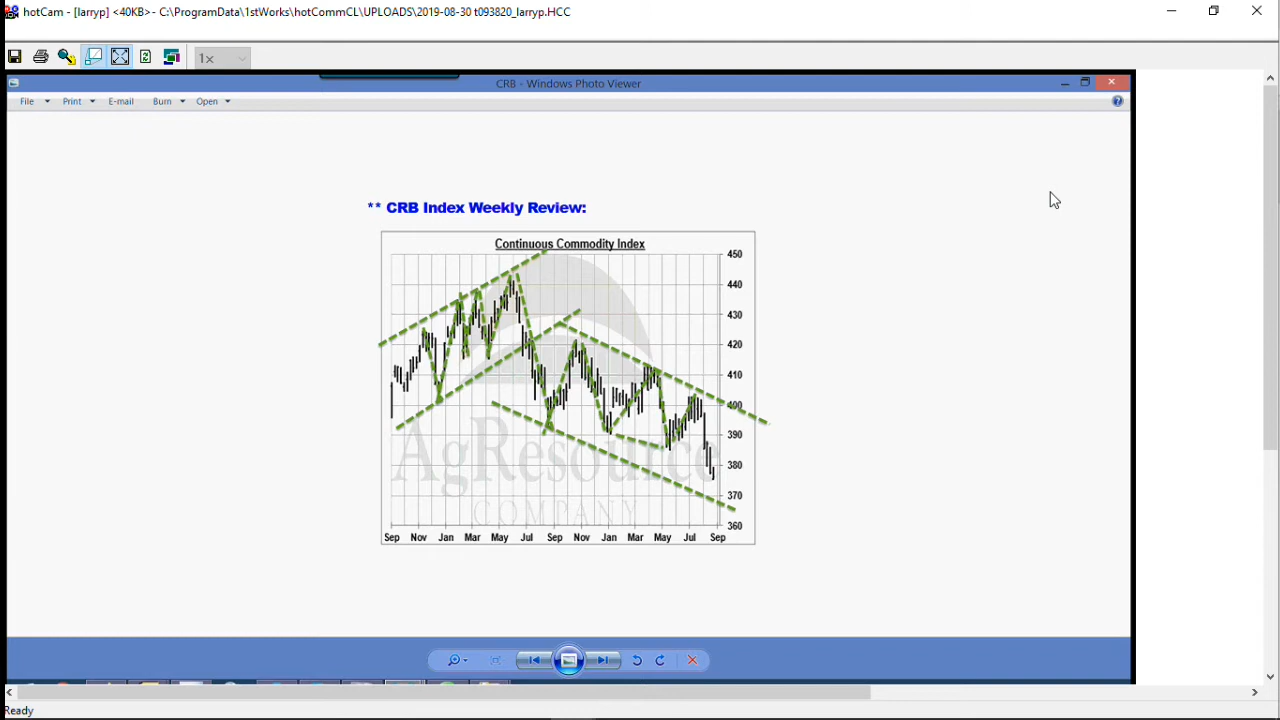 hotCam - [larryp] <40KB>- C:\ProgramData\1stWorks\hotCommCL\UPLOADS\2019-08-30 t093820_larryp.HCC
1x
CRB - Windows Photo Viewer
File Print E-mail Burn Open
** CRB Index Weekly Review:
Continuous Commodity Index
450
440
430
420
410
400
390
380
370
360
AgResource
COMPANY
Sep Nov Jan Mar May Jul Sep Nov Jan Mar May Jul Sep
Ready